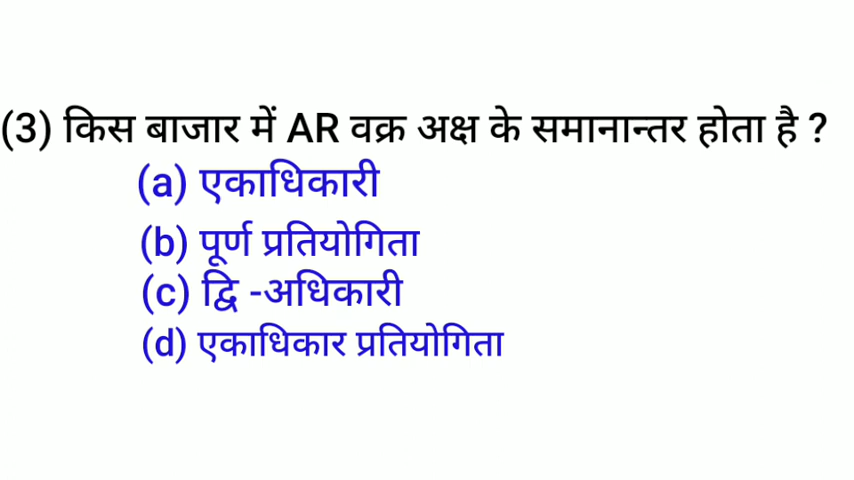 (3) किस बाजार में AR वक्र अक्ष के समानान्तर होता है ?
(a) एकाधिकारी
(b) पूर्ण प्रतियोगिता
(c) द्वि -अधिकारी
(d) एकाधिकार प्रतियोगिता